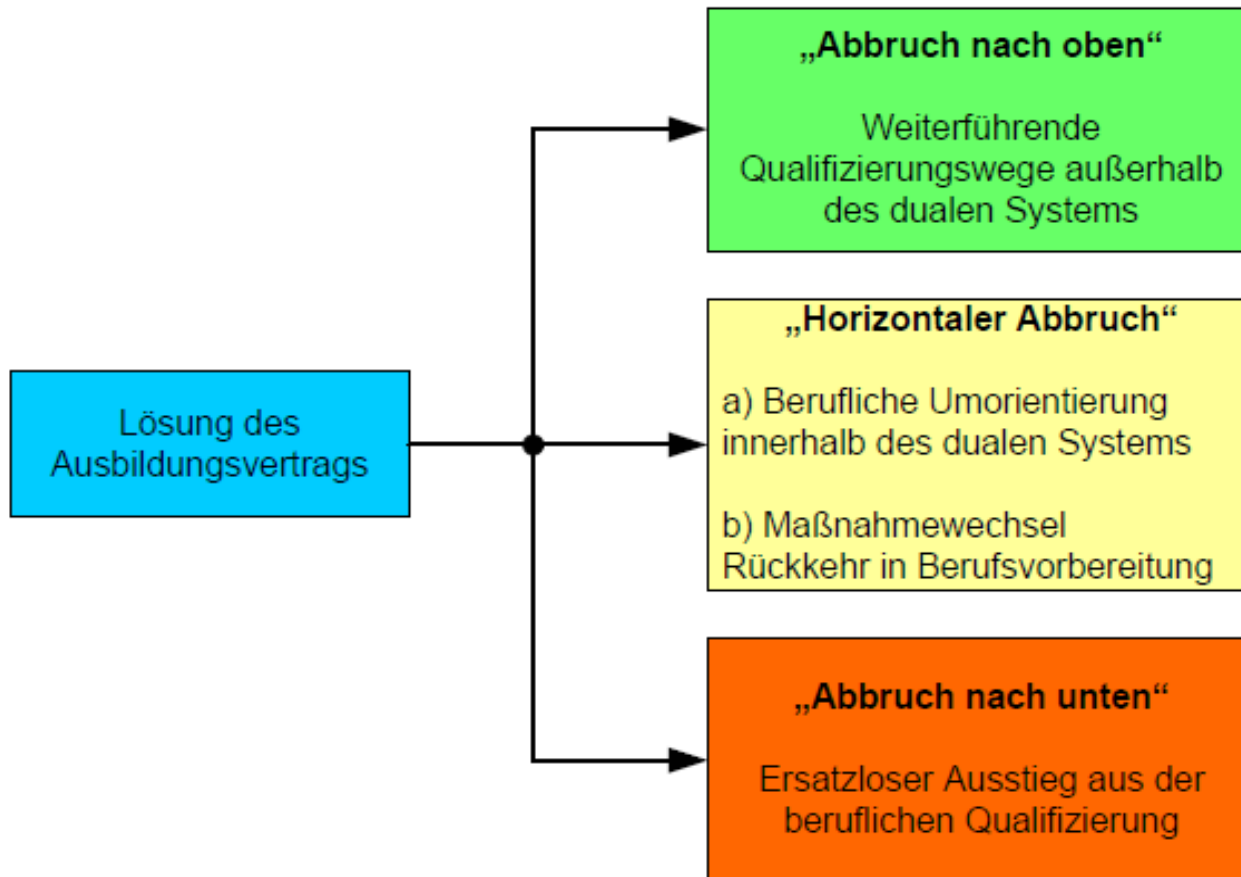 „Abbruch nach oben“
Weiterführende
Qualifizierungswege außerhalb
des dualen Systems
Lösung des
Ausbildungsvertrags
„Horizontaler Abbruch“
a) Berufliche Umorientierung
innerhalb des dualen Systems
b) Maßnahmewechsel
Rückkehr in Berufsvorbereitung
„Abbruch nach unten“
Ersatzloser Ausstieg aus der
beruflichen Qualifizierung